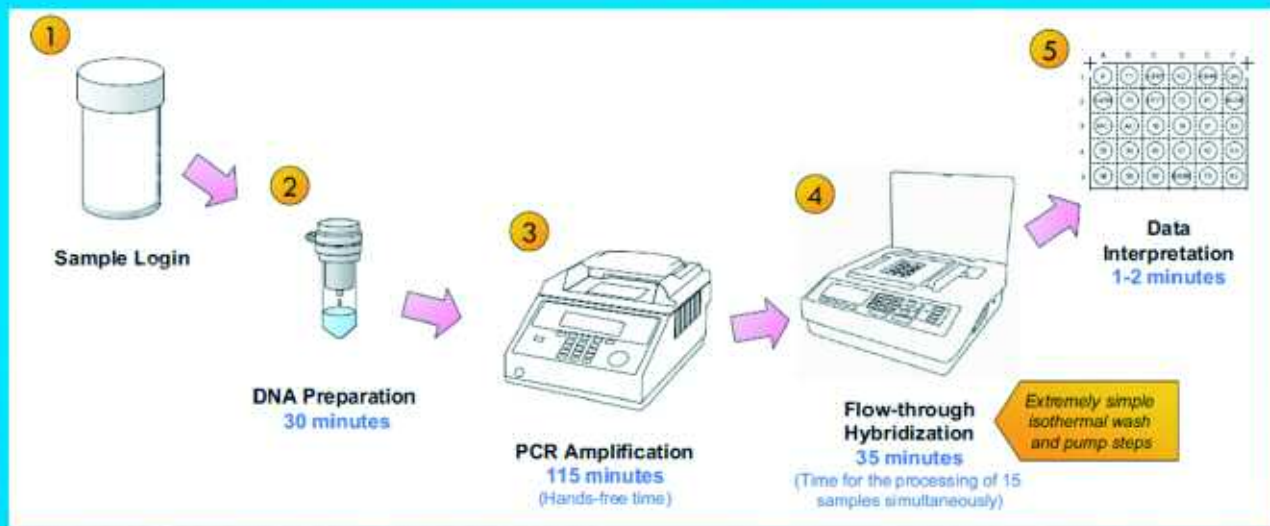 1
Sample Login
2
DNA Preparation
30 minutes
3
PCR Amplification
115 minutes
(Hands-free time)
4
Flow-through
Hybridization
35 minutes
(Time for the processing of 15
samples simultaneously)
Extremely simple
isothermal wash
and pump steps
5
Data
Interpretation
1-2 minutes